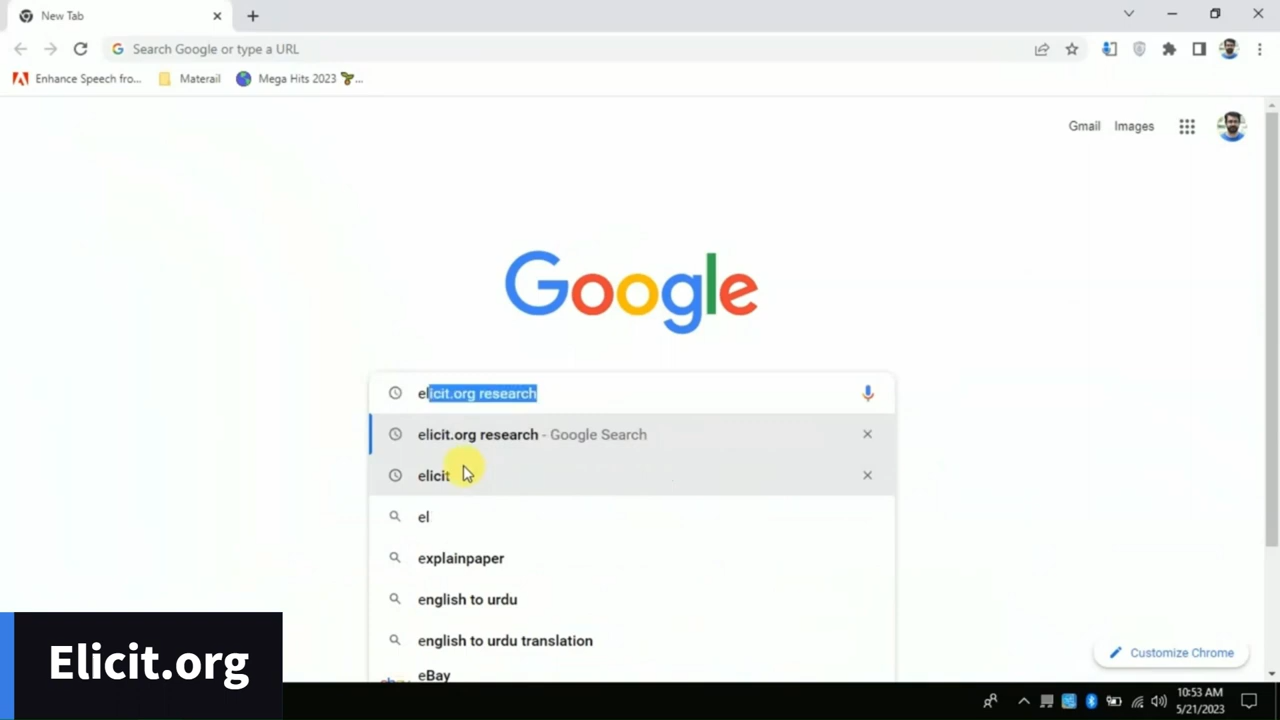 New Tab
Search Google or type a URL
Enhance Speech fro...
Materail
Mega Hits 2023 🫒...
Gmail Images
Google
elicit.org research
elicit.org research - Google Search
elicit
el
explainpaper
english to urdu
english to urdu translation
eBay
Customize Chrome
Elicit.org
10:53 AM
5/21/2023